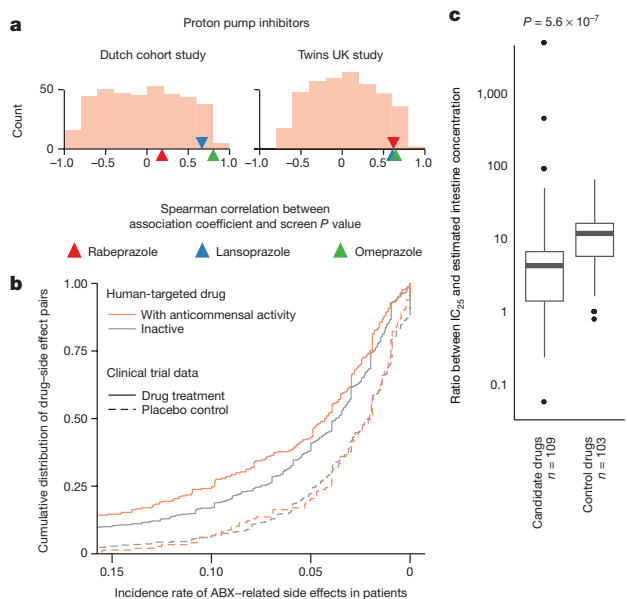 a
Proton pump inhibitors
Dutch cohort study
Twins UK study
Count
50
0
−1.0 −0.5 0 0.5 1.0
−1.0 −0.5 0 0.5 1.0
Spearman correlation between
association coefficient and screen P value
Rabeprazole Lansoprazole Omeprazole
b
Cumulative distribution of drug–side effect pairs
1.00
0.75
0.50
0.25
0
Human-targeted drug
With anticommensal activity
Inactive
Clinical trial data
Drug treatment
Placebo control
0.15 0.10 0.05 0
Incidence rate of ABX–related side effects in patients
c
P = 5.6 × 10⁻⁷
Ratio between IC₂₅ and estimated intestine concentration
1,000
100
10
1
0.1
Candidate drugs
n = 109
Control drugs
n = 103